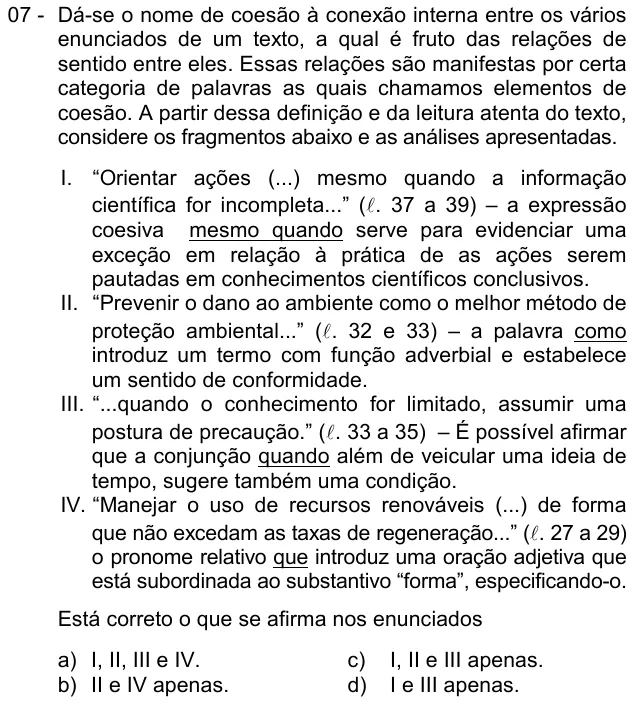 07 - Dá-se o nome de coesão à conexão interna entre os vários
enunciados de um texto, a qual é fruto das relações de
sentido entre eles. Essas relações são manifestas por certa
categoria de palavras as quais chamamos elementos de
coesão. A partir dessa definição e da leitura atenta do texto,
considere os fragmentos abaixo e as análises apresentadas.
I. “Orientar ações (...) mesmo quando a informação
científica for incompleta...” (ℓ. 37 a 39) – a expressão
coesiva mesmo quando serve para evidenciar uma
exceção em relação à prática de as ações serem
pautadas em conhecimentos científicos conclusivos.
II. “Prevenir o dano ao ambiente como o melhor método de
proteção ambiental...” (ℓ. 32 e 33) – a palavra como
introduz um termo com função adverbial e estabelece
um sentido de conformidade.
III. “...quando o conhecimento for limitado, assumir uma
postura de precaução.” (ℓ. 33 a 35) – É possível afirmar
que a conjunção quando além de veicular uma ideia de
tempo, sugere também uma condição.
IV. “Manejar o uso de recursos renováveis (...) de forma
que não excedam as taxas de regeneração...” (ℓ. 27 a 29)
o pronome relativo que introduz uma oração adjetiva que
está subordinada ao substantivo “forma”, especificando-o.
Está correto o que se afirma nos enunciados
a) I, II, III e IV. c) I, II e III apenas.
b) II e IV apenas. d) I e III apenas.